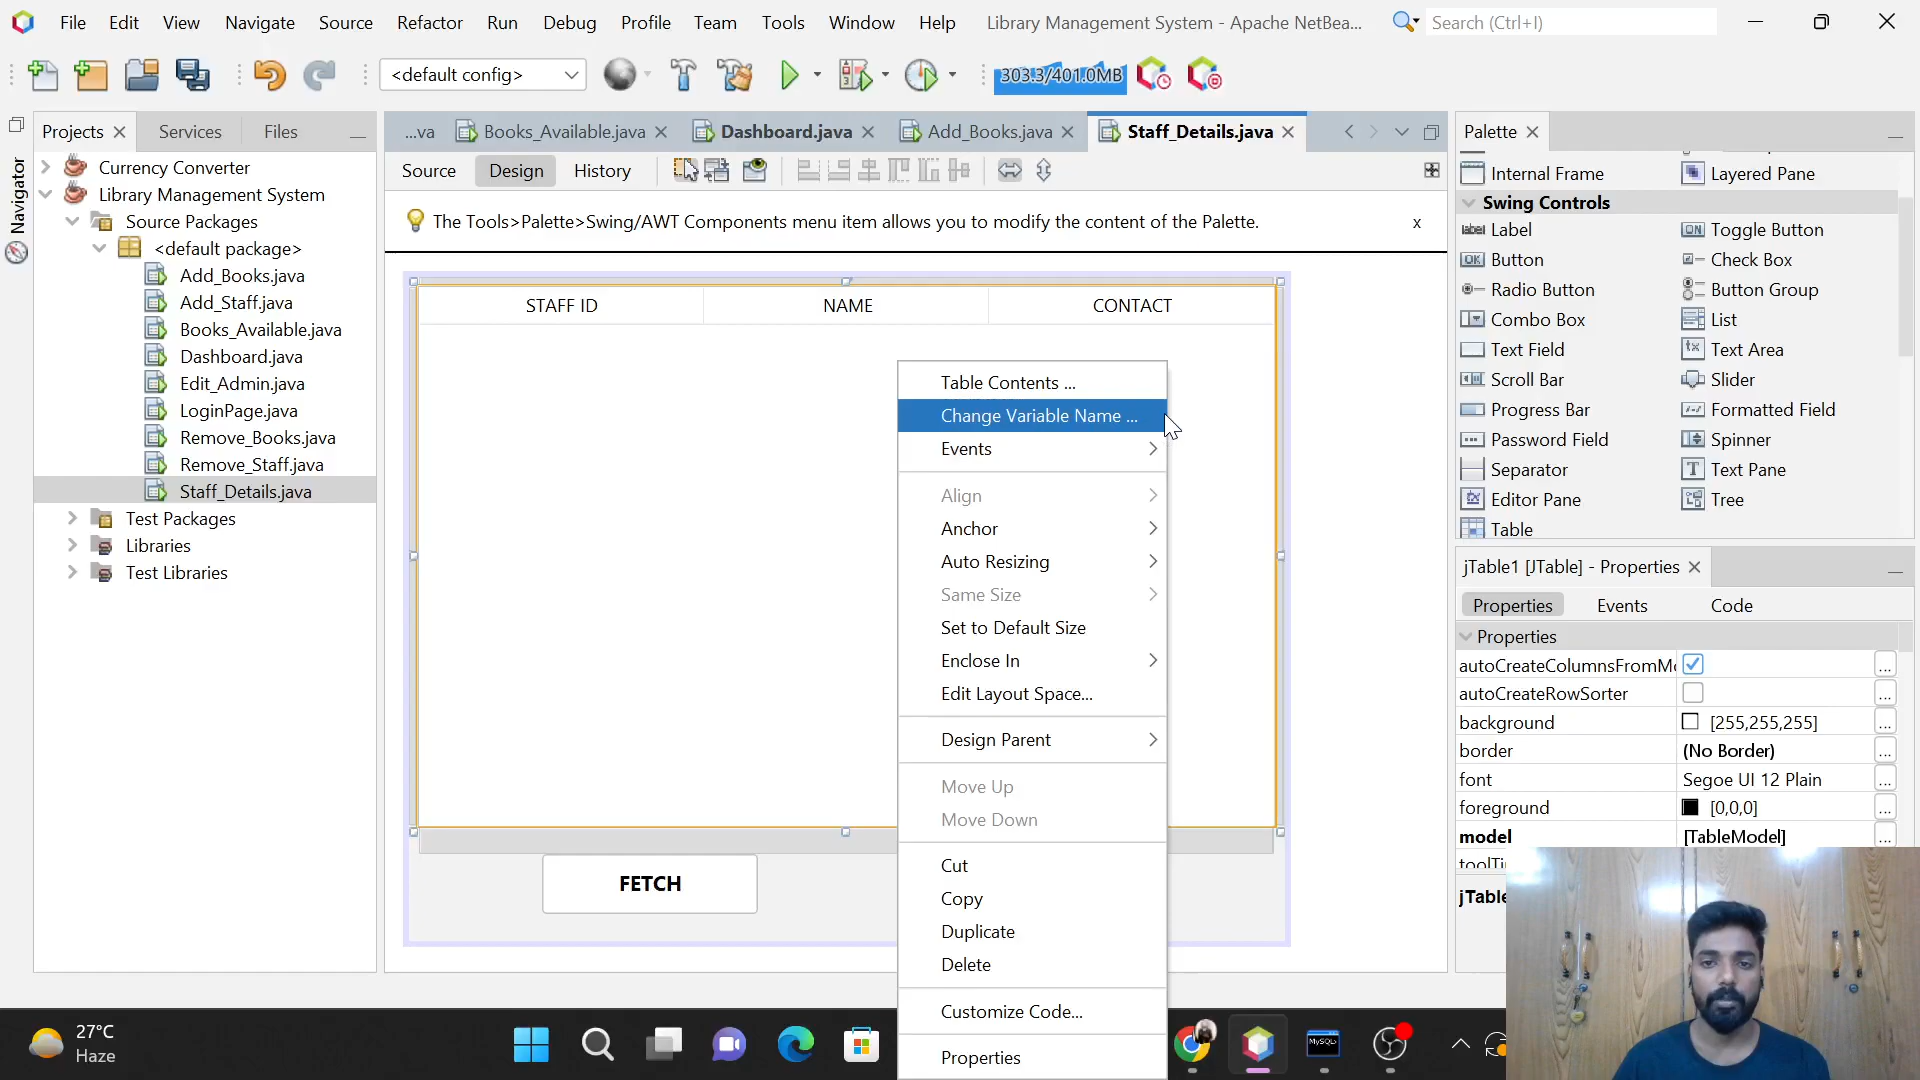 File Edit View Navigate Source Refactor Run Debug Profile Team Tools Window Help Library Management System - Apache NetBea... Search (Ctrl+I)
<default config> 303.3/401.0MB
Projects Services Files
...va Books_Available.java Dashboard.java Add_Books.java Staff_Details.java
Palette
Navigator
Currency Converter
Library Management System
Source Packages
<default package>
Add_Books.java
Add_Staff.java
Books_Available.java
Dashboard.java
Edit_Admin.java
LoginPage.java
Remove_Books.java
Remove_Staff.java
Staff_Details.java
Test Packages
Libraries
Test Libraries
Source Design History
The Tools>Palette>Swing/AWT Components menu item allows you to modify the content of the Palette. x
STAFF ID NAME CONTACT
FETCH
Table Contents ...
Change Variable Name ...
Events
Align
Anchor
Auto Resizing
Same Size
Set to Default Size
Enclose In
Edit Layout Space...
Design Parent
Move Up
Move Down
Cut
Copy
Duplicate
Delete
Customize Code...
Properties
Internal Frame Layered Pane
Swing Controls
Label Toggle Button
Button Check Box
Radio Button Button Group
Combo Box List
Text Field Text Area
Scroll Bar Slider
Progress Bar Formatted Field
Password Field Spinner
Separator Text Pane
Editor Pane Tree
Table
jTable1 [JTable] - Properties
Properties Events Code
Properties
autoCreateColumnsFromM
autoCreateRowSorter
background [255,255,255]
border (No Border)
font Segoe UI 12 Plain
foreground [0,0,0]
model [TableModel]
jTable
27°C
Haze
MySQL